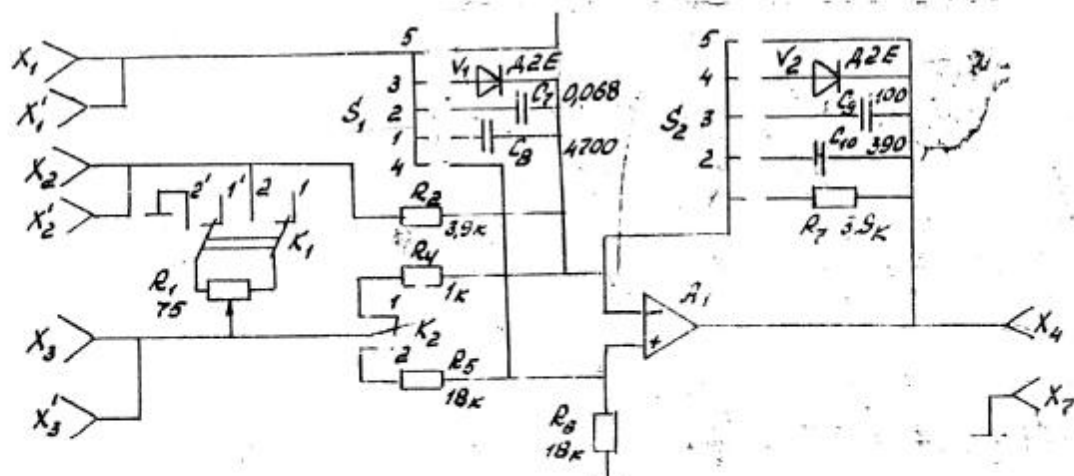 X₁
X₁'
X₂
X₂'
X₃
X₃'
5
3
2
1
4
S₁
V₁
Д2Е
C₇
0,068
C₈
4700
2'
1'
2
1
K₁
R₁
75
R₂
3,9к
R₄
1к
1
K₂
2
R₅
18к
R₈
18к
5
4
3
2
1
S₂
V₂
Д2Е
C₉
100
C₁₀
390
R₇
3.9к
A₁
−
+
X₄
X₇